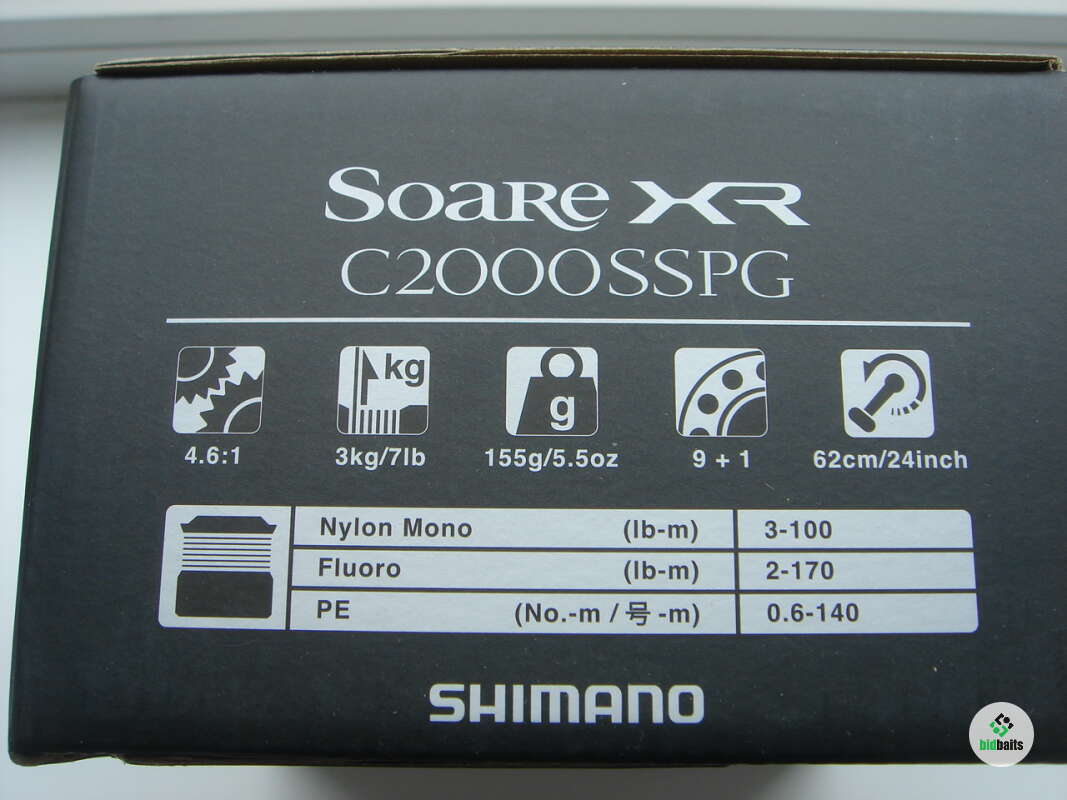 Soare XR
C2000SSPG
kg
g
4.6:1 3kg/7lb 155g/5.5oz 9 + 1 62cm/24inch
Nylon Mono (lb-m) 3-100
Fluoro (lb-m) 2-170
PE (No.-m / 号 -m) 0.6-140
SHIMANO
bidbaits